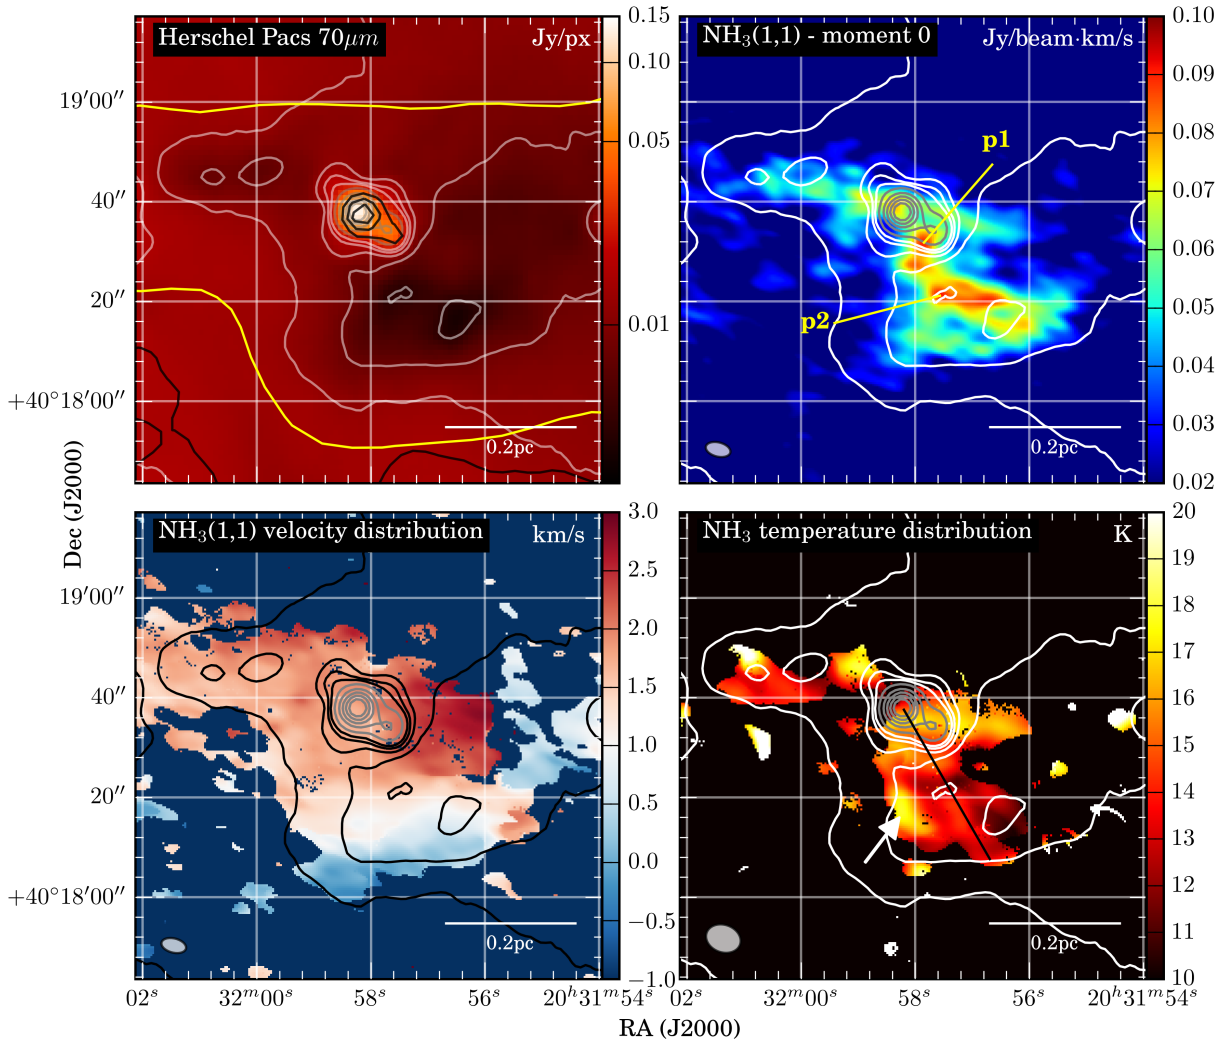 Herschel Pacs 70μm
Jy/px
0.15
0.10
0.05
0.01
19′00′′
40′′
20′′
+40°18′00′′
0.2pc
NH₃(1,1) - moment 0
Jy/beam·km/s
p1
p2
0.2pc
0.10
0.09
0.08
0.07
0.06
0.05
0.04
0.03
0.02
Dec (J2000)
NH₃(1,1) velocity distribution
km/s
3.0
2.5
2.0
1.5
1.0
0.5
0.0
−0.5
−1.0
19′00′′
40′′
20′′
+40°18′00′′
0.2pc
02ˢ
32ᵐ00ˢ
58ˢ
56ˢ
20ʰ31ᵐ54ˢ
NH₃ temperature distribution
K
20
19
18
17
16
15
14
13
12
11
10
0.2pc
02ˢ
32ᵐ00ˢ
58ˢ
56ˢ
20ʰ31ᵐ54ˢ
RA (J2000)